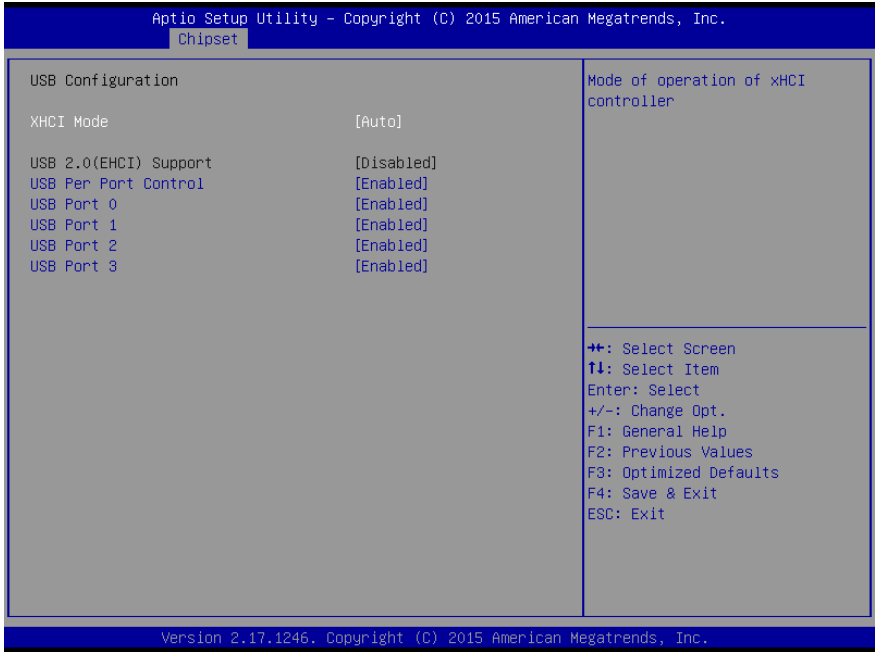 Aptio Setup Utility – Copyright (C) 2015 American Megatrends, Inc.
Chipset
USB Configuration
XHCI Mode [Auto]
USB 2.0(EHCI) Support [Disabled]
USB Per Port Control [Enabled]
USB Port 0 [Enabled]
USB Port 1 [Enabled]
USB Port 2 [Enabled]
USB Port 3 [Enabled]
Mode of operation of xHCI
controller
→←: Select Screen
↑↓: Select Item
Enter: Select
+/-: Change Opt.
F1: General Help
F2: Previous Values
F3: Optimized Defaults
F4: Save & Exit
ESC: Exit
Version 2.17.1246. Copyright (C) 2015 American Megatrends, Inc.